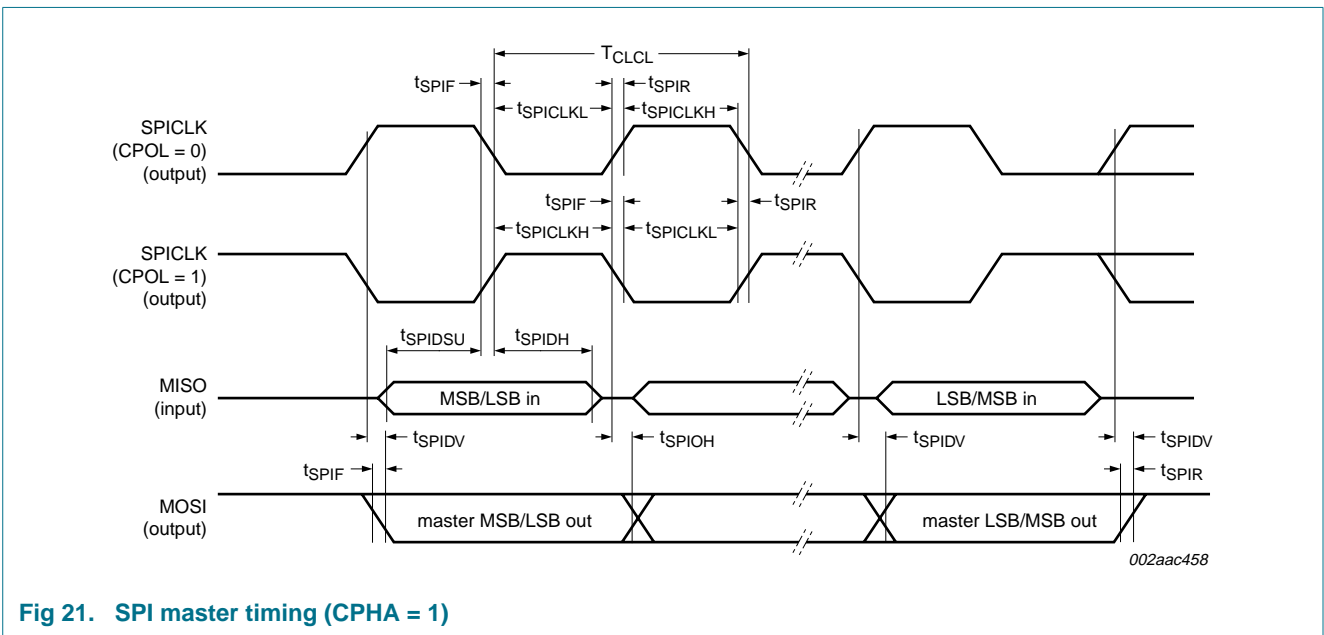 TCLCL
tSPIF
tSPIR
tSPICLKL
tSPICLKH
SPICLK
(CPOL = 0)
(output)
tSPIF
tSPIR
tSPICLKH
tSPICLKL
SPICLK
(CPOL = 1)
(output)
tSPIDSU
tSPIDH
MISO
(input)
MSB/LSB in
LSB/MSB in
tSPIDV
tSPIOH
tSPIDV
tSPIDV
tSPIF
tSPIR
MOSI
(output)
master MSB/LSB out
master LSB/MSB out
002aac458
Fig 21. SPI master timing (CPHA = 1)